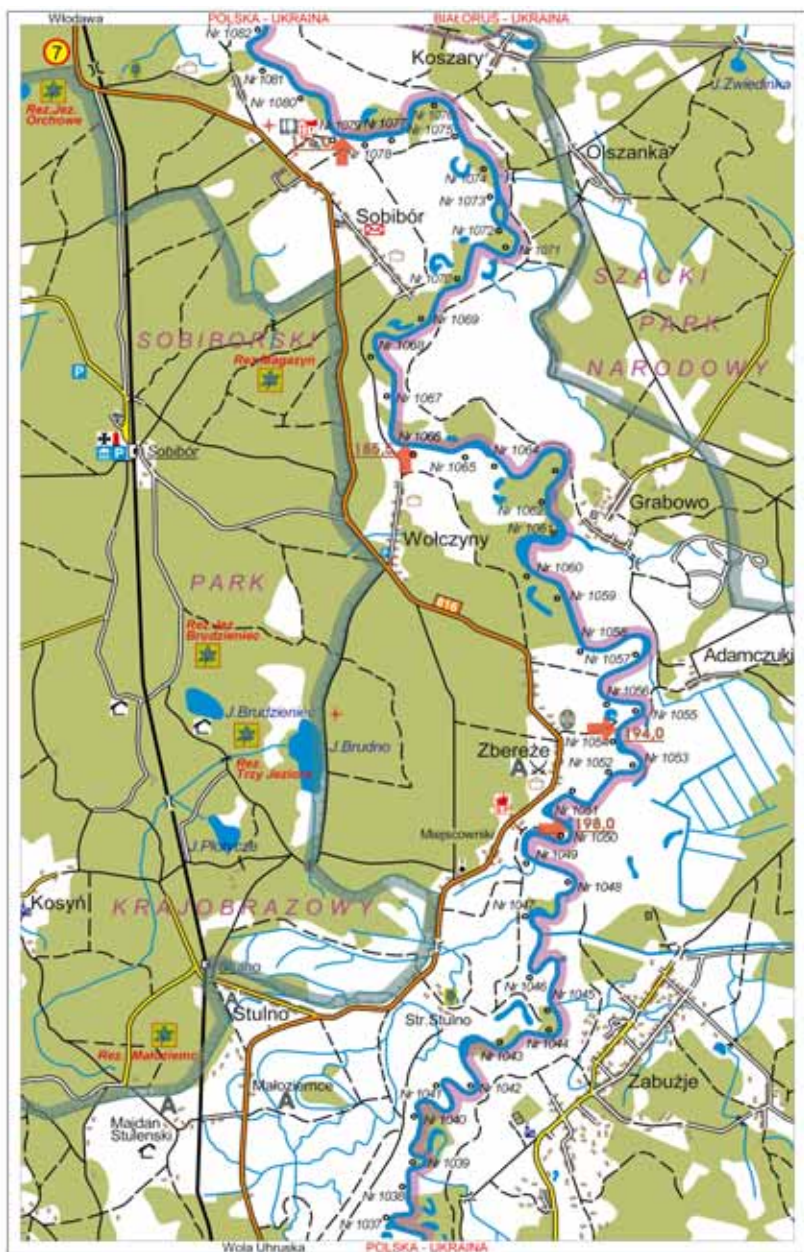 Włodawa
POLSKA - UKRAINA
BIAŁORUŚ - UKRAINA
7
Nr 1082
Koszary
Nr 1081
J.Zwiedinka
Rez.Jez.
Orchowe
Nr 1080
Nr 1079
Nr 1077
Nr 1076
Nr 1075
Nr 1078
Olszanka
Nr 1074
Nr 1073
Sobibór
Nr 1072
Nr 1071
Nr 1070
SZACKI
PARK
NARODOWY
Nr 1069
SOBIBORSKI
Nr 1068
Rez.Magazyn
P
Nr 1067
Nr 1066
Nr 1064
P
Sobibór
Nr 1065
Nr 1062
Grabowo
Nr 1061
Wołczyny
Nr 1060
PARK
Nr 1059
816
Nr 1058
Rez.Jez.
Brudzieniec
Nr 1057
Adamczuki
Nr 1056
J.Brudzieniec
Nr 1055
194,0
J.Brudno
Nr 1054
Zbereże
Rez.
Trzy Jeziora
Nr 1053
Nr 1052
A
Nr 1051
198,0
Nr 1050
J.Płotycze
Miejscowniki
Nr 1049
Nr 1048
Kosyń
KRAJOBRAZOWY
Nr 1047
Nr 1046
A
Stulno
Str.Stulno
Nr 1045
Nr 1044
Rez. Małoziemce
Nr 1043
Zabużje
Małoziemce
A
Nr 1041
Nr 1042
A
Majdan
Stuleński
Nr 1040
Nr 1039
Nr 1038
Nr 1037
Wola Uhruska
POLSKA - UKRAINA